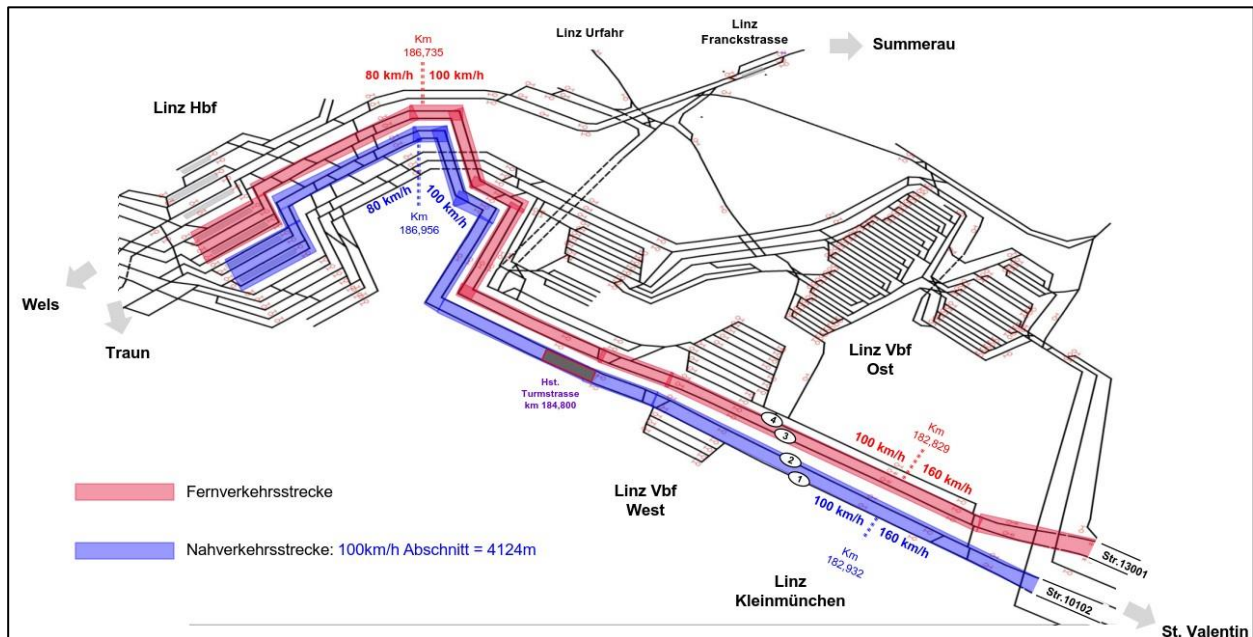 Km
186,735
80 km/h
100 km/h
Linz Urfahr
Linz
Franckstrasse
Summerau
Linz Hbf
80 km/h
100 km/h
Km
186,956
Wels
Traun
Hst.
Turmstrasse
km 184,800
Linz Vbf
Ost
4
3
2
1
Km
182,829
100 km/h
160 km/h
Linz Vbf
West
100 km/h
160 km/h
Km
182,932
Fernverkehrsstrecke
Nahverkehrsstrecke: 100km/h Abschnitt = 4124m
Linz
Kleinmünchen
Str.13001
Str.10102
St. Valentin